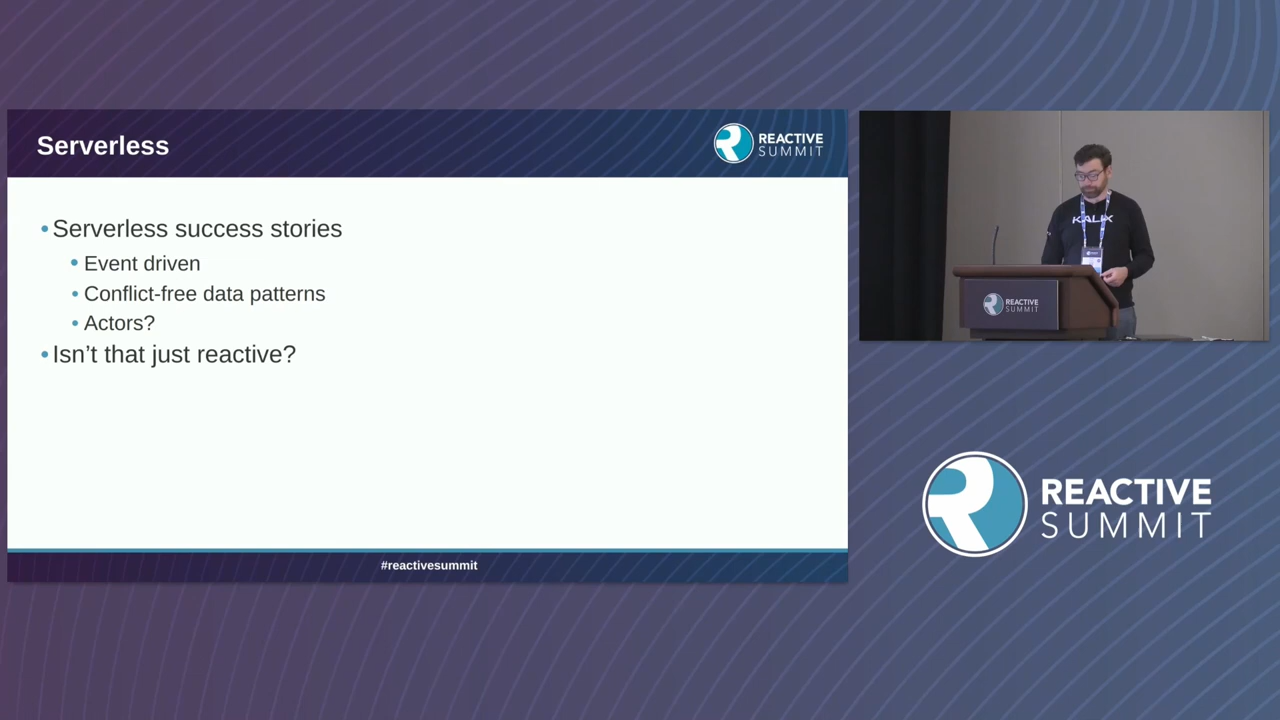 Serverless
REACTIVE
SUMMIT
•Serverless success stories
•Event driven
•Conflict-free data patterns
•Actors?
•Isn’t that just reactive?
#reactivesummit
KALIX
REACTIVE
SUMMIT
REACTIVE
SUMMIT